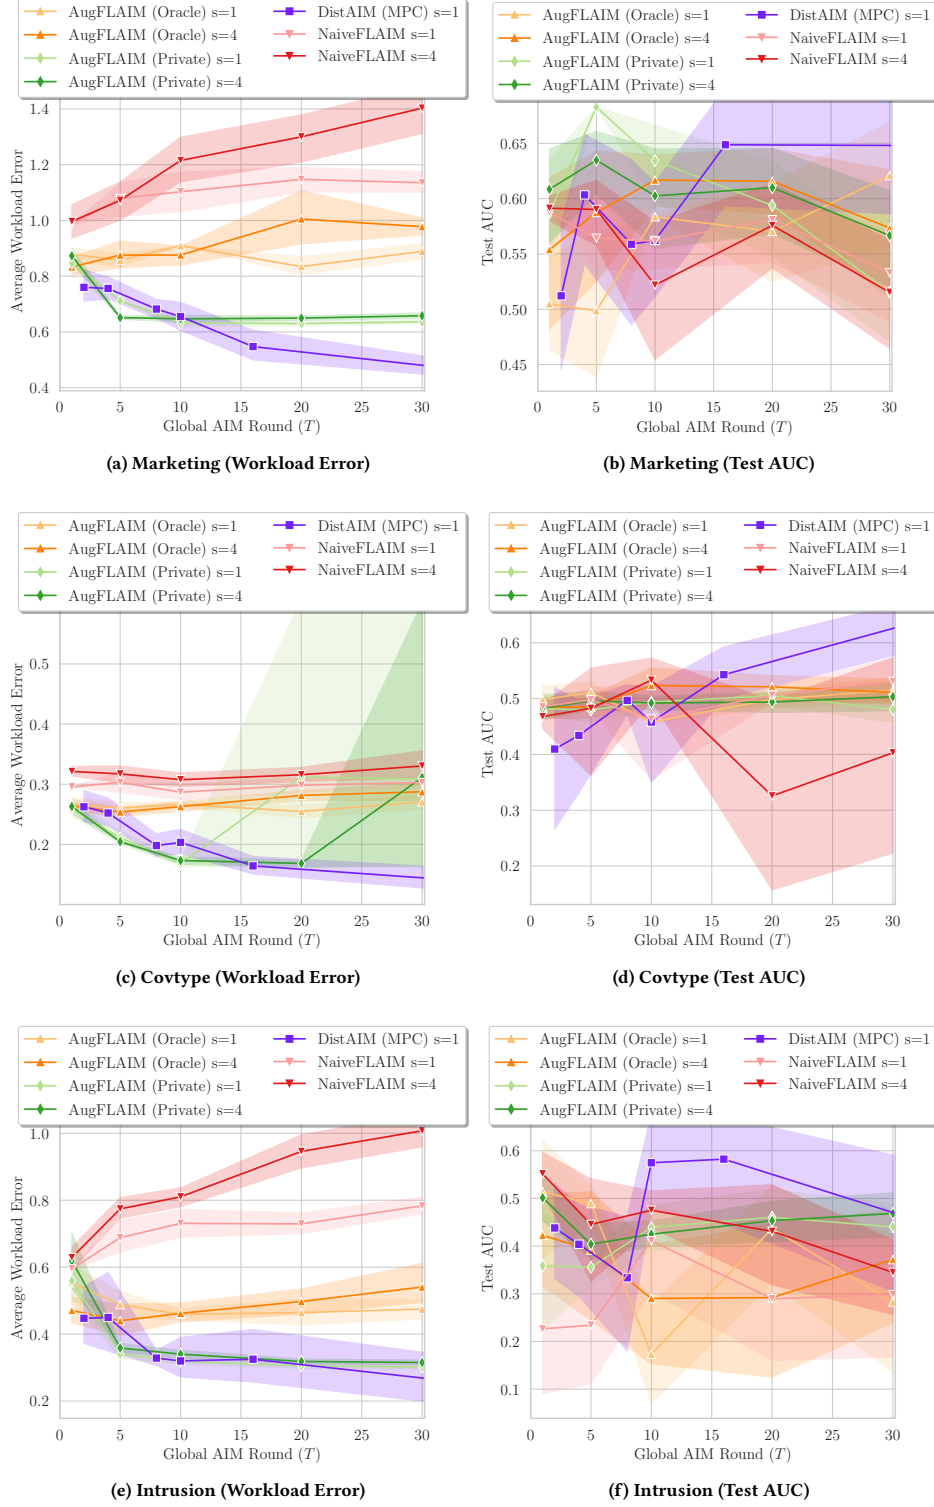 AugFLAIM (Oracle) s=1
AugFLAIM (Oracle) s=4
AugFLAIM (Private) s=1
AugFLAIM (Private) s=4
DistAIM (MPC) s=1
NaiveFLAIM s=1
NaiveFLAIM s=4
1.4
1.2
1.0
0.8
0.6
0.4
Average Workload Error
0 5 10 15 20 25 30
Global AIM Round (T)
(a) Marketing (Workload Error)
AugFLAIM (Oracle) s=1
AugFLAIM (Oracle) s=4
AugFLAIM (Private) s=1
AugFLAIM (Private) s=4
DistAIM (MPC) s=1
NaiveFLAIM s=1
NaiveFLAIM s=4
0.65
0.60
0.55
0.50
0.45
Test AUC
0 5 10 15 20 25 30
Global AIM Round (T)
(b) Marketing (Test AUC)
AugFLAIM (Oracle) s=1
AugFLAIM (Oracle) s=4
AugFLAIM (Private) s=1
AugFLAIM (Private) s=4
DistAIM (MPC) s=1
NaiveFLAIM s=1
NaiveFLAIM s=4
0.5
0.4
0.3
0.2
Average Workload Error
0 5 10 15 20 25 30
Global AIM Round (T)
(c) Covtype (Workload Error)
AugFLAIM (Oracle) s=1
AugFLAIM (Oracle) s=4
AugFLAIM (Private) s=1
AugFLAIM (Private) s=4
DistAIM (MPC) s=1
NaiveFLAIM s=1
NaiveFLAIM s=4
0.6
0.5
0.4
0.3
0.2
Test AUC
0 5 10 15 20 25 30
Global AIM Round (T)
(d) Covtype (Test AUC)
AugFLAIM (Oracle) s=1
AugFLAIM (Oracle) s=4
AugFLAIM (Private) s=1
AugFLAIM (Private) s=4
DistAIM (MPC) s=1
NaiveFLAIM s=1
NaiveFLAIM s=4
1.0
0.8
0.6
0.4
0.2
Average Workload Error
0 5 10 15 20 25 30
Global AIM Round (T)
(e) Intrusion (Workload Error)
AugFLAIM (Oracle) s=1
AugFLAIM (Oracle) s=4
AugFLAIM (Private) s=1
AugFLAIM (Private) s=4
DistAIM (MPC) s=1
NaiveFLAIM s=1
NaiveFLAIM s=4
0.6
0.5
0.4
0.3
0.2
0.1
Test AUC
0 5 10 15 20 25 30
Global AIM Round (T)
(f) Intrusion (Test AUC)